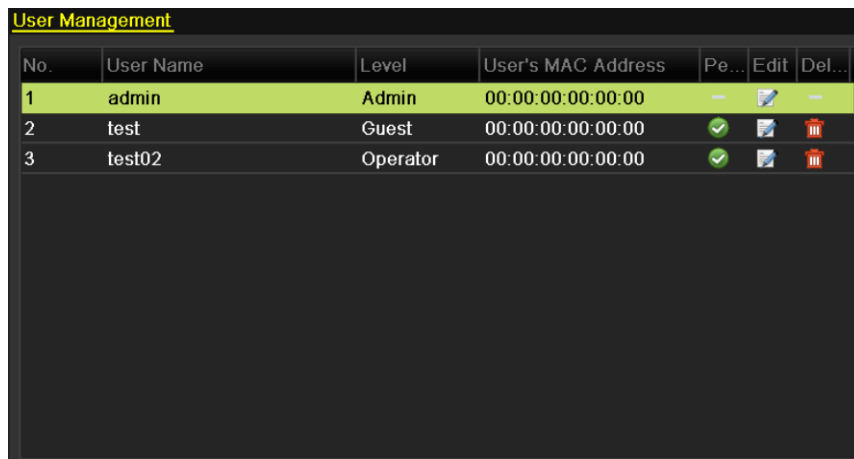 User Management
No. User Name Level User's MAC Address Pe... Edit Del...
1 admin Admin 00:00:00:00:00:00 – –
2 test Guest 00:00:00:00:00:00
3 test02 Operator 00:00:00:00:00:00